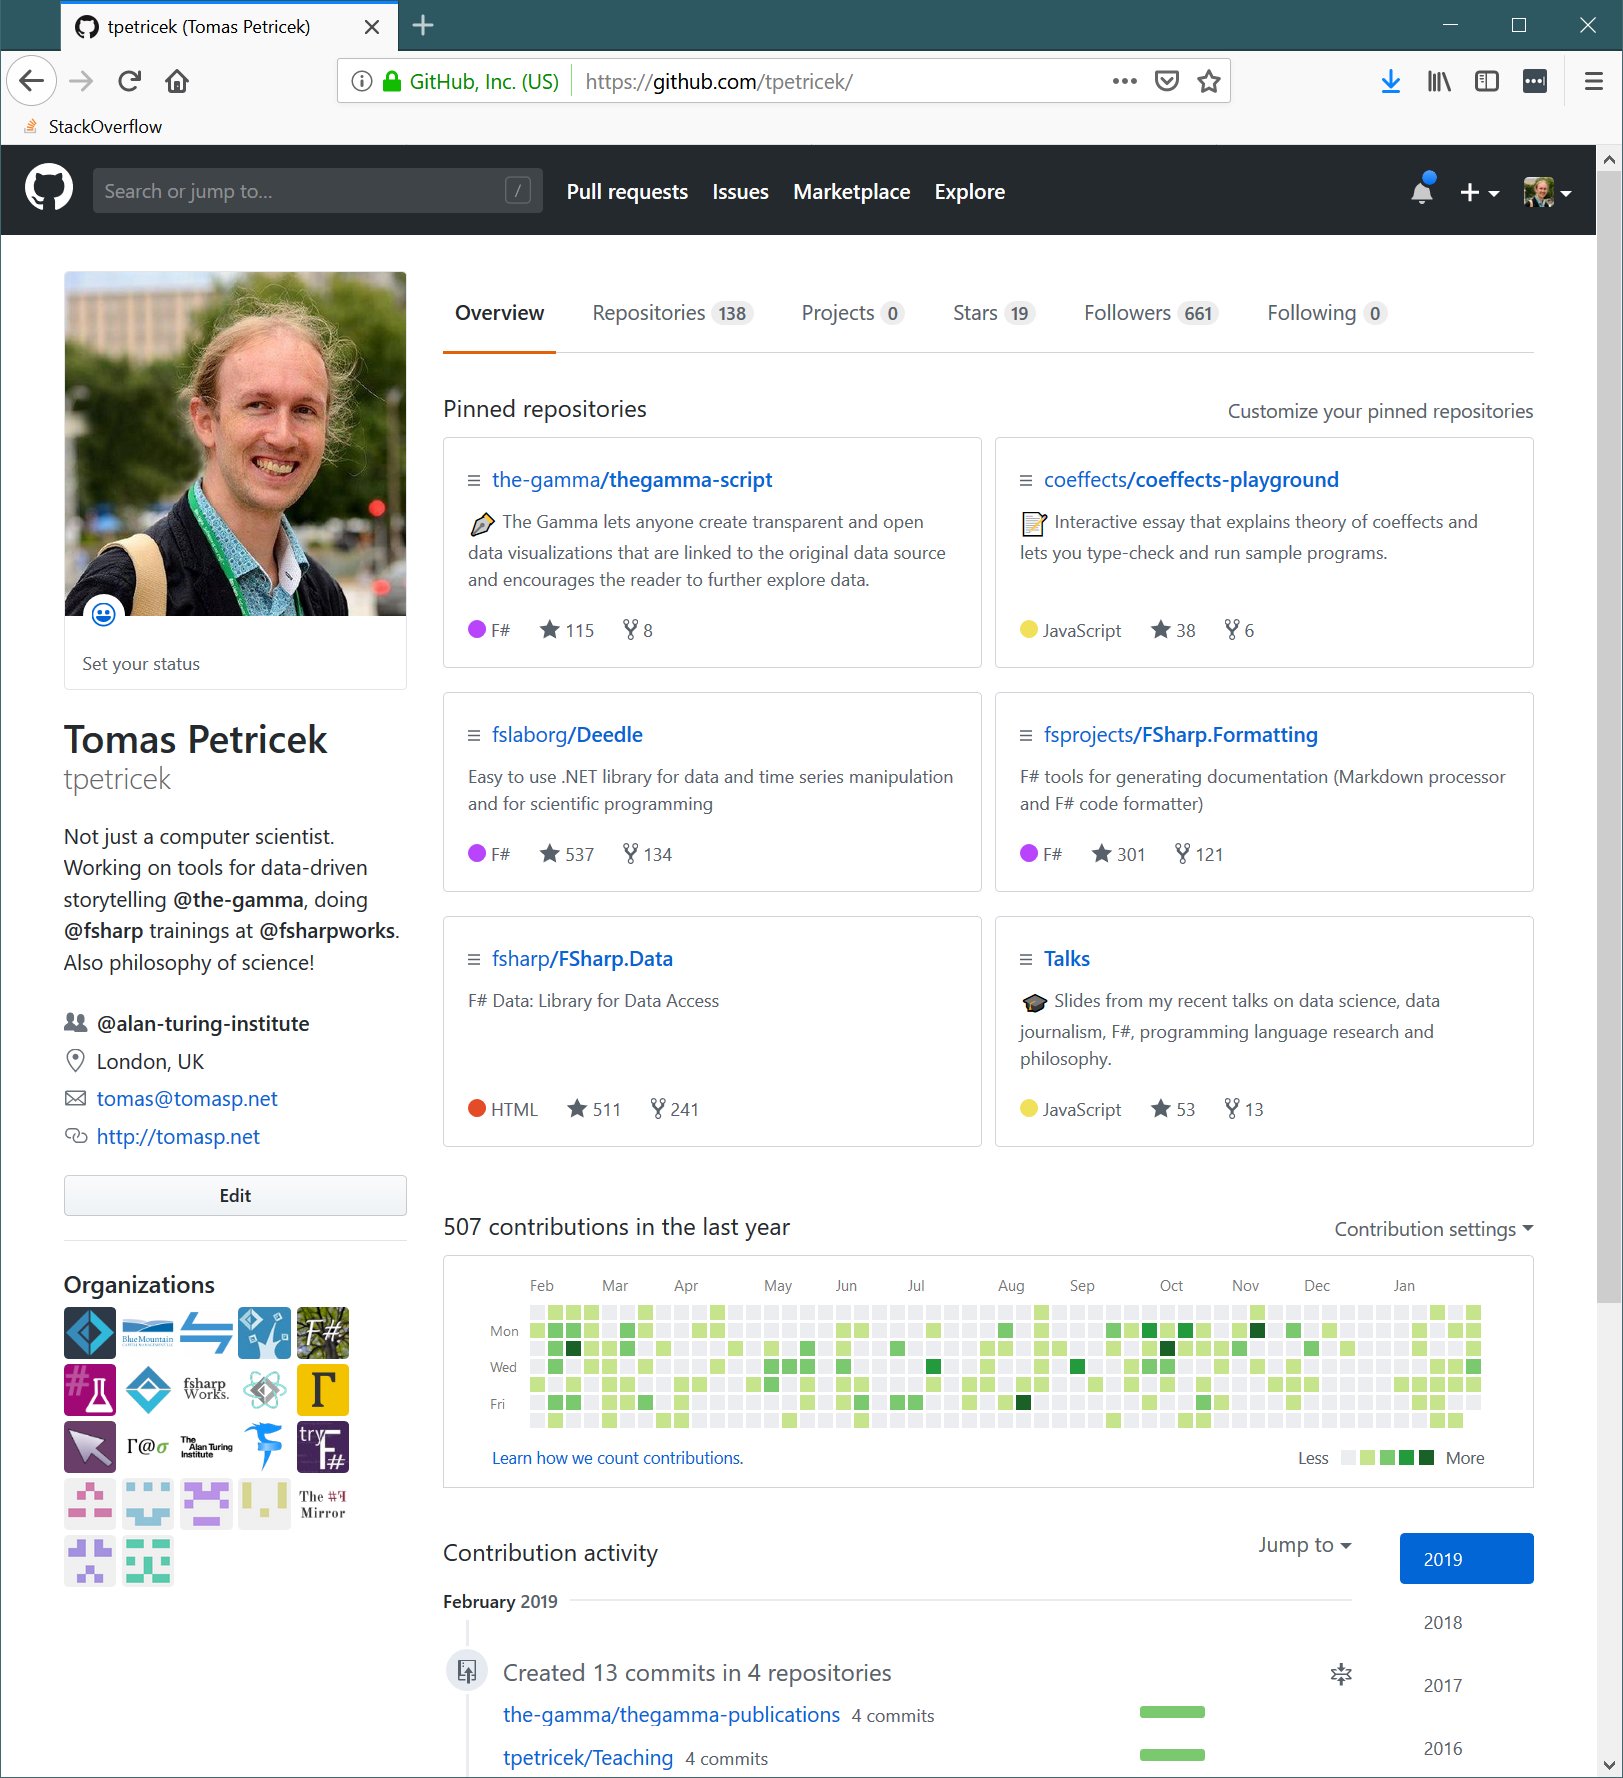 tpetricek (Tomas Petricek)
GitHub, Inc. (US) https://github.com/tpetricek/
StackOverflow
Search or jump to... / Pull requests Issues Marketplace Explore
Overview Repositories 138 Projects 0 Stars 19 Followers 661 Following 0
Set your status
Tomas Petricek
tpetricek
Not just a computer scientist.
Working on tools for data-driven
storytelling @the-gamma, doing
@fsharp trainings at @fsharpworks.
Also philosophy of science!
@alan-turing-institute
London, UK
tomas@tomasp.net
http://tomasp.net
Edit
Organizations
BlueMountain
F#
#
fsharp
Works.
Γ
Γ@σ
The
Alan Turing
Institute
try
F#
The #F
Mirror
Pinned repositories
Customize your pinned repositories
the-gamma/thegamma-script
The Gamma lets anyone create transparent and open
data visualizations that are linked to the original data source
and encourages the reader to further explore data.
F# 115 8
coeffects/coeffects-playground
Interactive essay that explains theory of coeffects and
lets you type-check and run sample programs.
JavaScript 38 6
fslaborg/Deedle
Easy to use .NET library for data and time series manipulation
and for scientific programming
F# 537 134
fsprojects/FSharp.Formatting
F# tools for generating documentation (Markdown processor
and F# code formatter)
F# 301 121
fsharp/FSharp.Data
F# Data: Library for Data Access
HTML 511 241
Talks
Slides from my recent talks on data science, data
journalism, F#, programming language research and
philosophy.
JavaScript 53 13
507 contributions in the last year
Contribution settings
Feb Mar Apr May Jun Jul Aug Sep Oct Nov Dec Jan
Mon
Wed
Fri
Learn how we count contributions.
Less More
Contribution activity
Jump to
2019
2018
2017
2016
February 2019
Created 13 commits in 4 repositories
the-gamma/thegamma-publications 4 commits
tpetricek/Teaching 4 commits